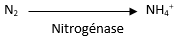 N₂ ⟶ NH₄⁺
Nitrogénase